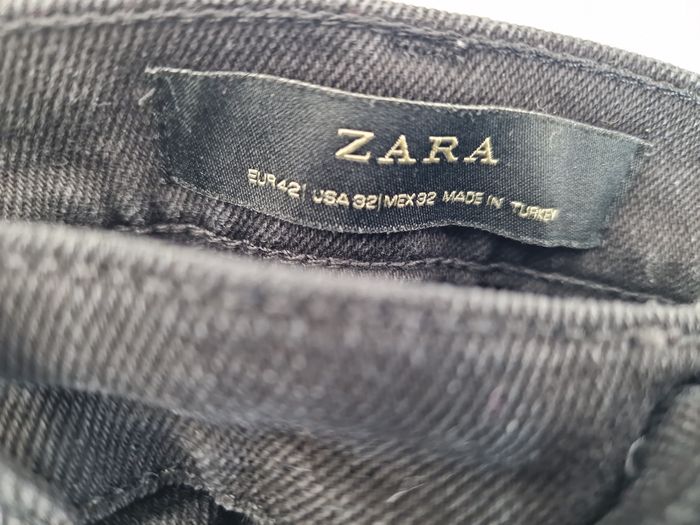 ZARA
EUR 42 | USA 32 | MEX 32 MADE IN TURKEY